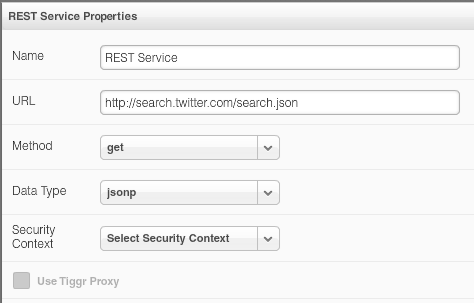 REST Service Properties
Name
REST Service
URL
http://search.twitter.com/search.json
Method
get
Data Type
jsonp
Security
Context
Select Security Context
Use Tiggr Proxy